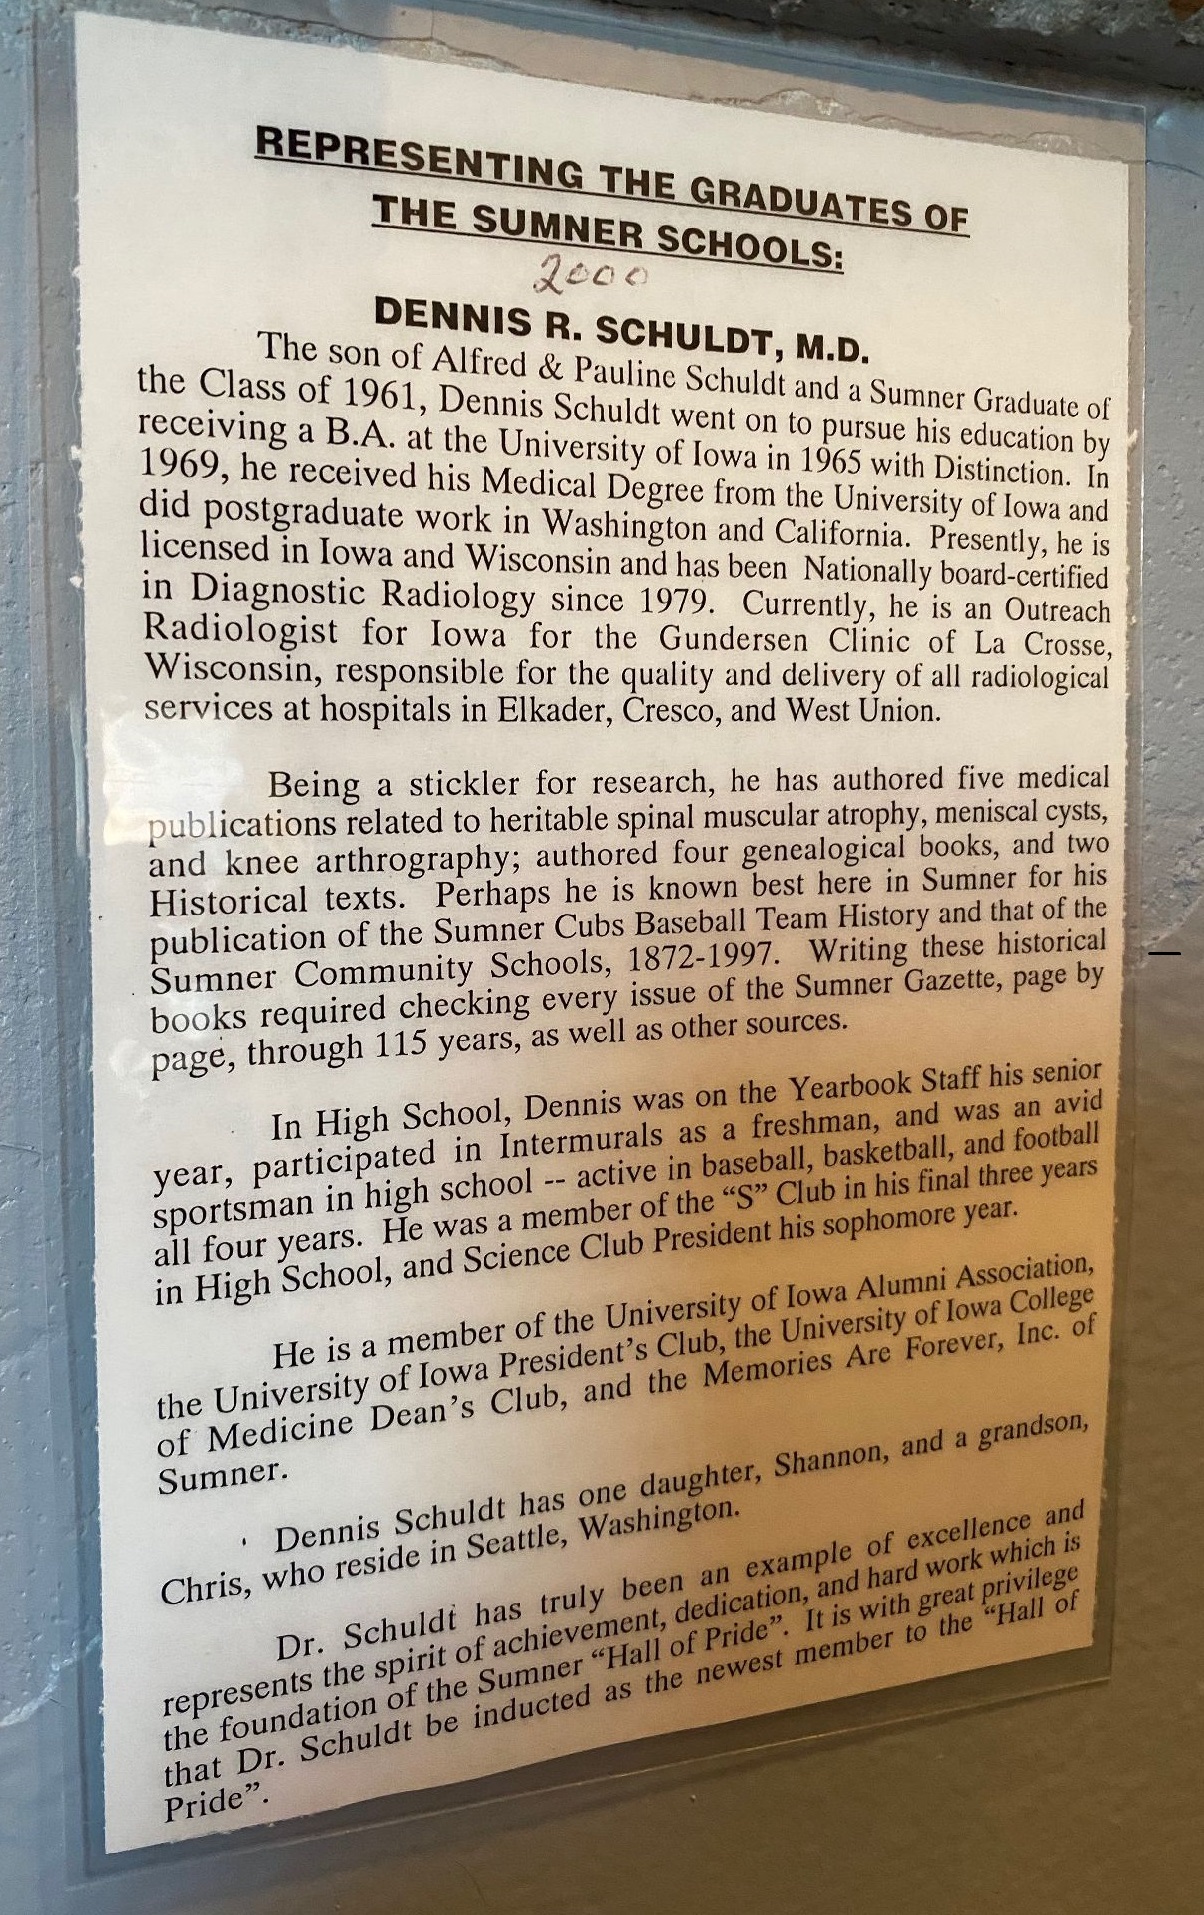 REPRESENTING THE GRADUATES OF
THE SUMNER SCHOOLS:
2000
DENNIS R. SCHULDT, M.D.
The son of Alfred & Pauline Schuldt and a Sumner Graduate of
the Class of 1961, Dennis Schuldt went on to pursue his education by
receiving a B.A. at the University of Iowa in 1965 with Distinction. In
1969, he received his Medical Degree from the University of Iowa and
did postgraduate work in Washington and California. Presently, he is
licensed in Iowa and Wisconsin and has been Nationally board-certified
in Diagnostic Radiology since 1979. Currently, he is an Outreach
Radiologist for Iowa for the Gundersen Clinic of La Crosse,
Wisconsin, responsible for the quality and delivery of all radiological
services at hospitals in Elkader, Cresco, and West Union.
Being a stickler for research, he has authored five medical
publications related to heritable spinal muscular atrophy, meniscal cysts,
and knee arthrography; authored four genealogical books, and two
Historical texts. Perhaps he is known best here in Sumner for his
publication of the Sumner Cubs Baseball Team History and that of the
Sumner Community Schools, 1872-1997. Writing these historical
books required checking every issue of the Sumner Gazette, page by
page, through 115 years, as well as other sources.
In High School, Dennis was on the Yearbook Staff his senior
year, participated in Intermurals as a freshman, and was an avid
sportsman in high school -- active in baseball, basketball, and football
all four years. He was a member of the “S” Club in his final three years
in High School, and Science Club President his sophomore year.
He is a member of the University of Iowa Alumni Association,
the University of Iowa President’s Club, the University of Iowa College
of Medicine Dean’s Club, and the Memories Are Forever, Inc. of
Sumner.
Dennis Schuldt has one daughter, Shannon, and a grandson,
Chris, who reside in Seattle, Washington.
Dr. Schuldt has truly been an example of excellence and
represents the spirit of achievement, dedication, and hard work which is
the foundation of the Sumner “Hall of Pride”. It is with great privilege
that Dr. Schuldt be inducted as the newest member to the “Hall of
Pride”.